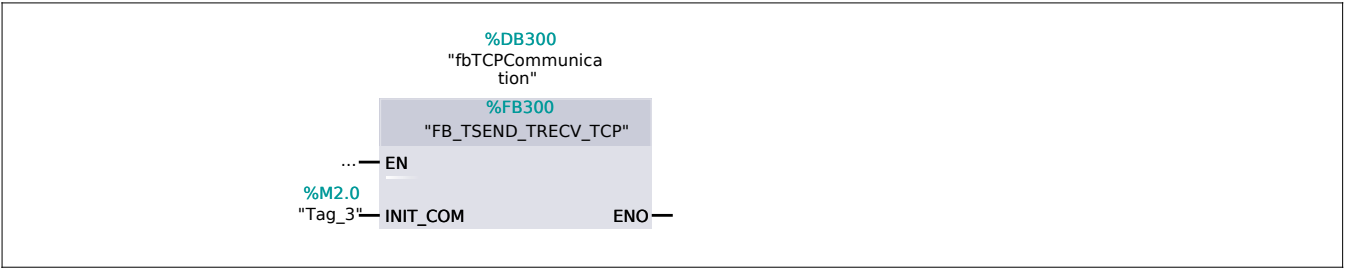 %DB300
"fbTCPCommunica
tion"
%FB300
"FB_TSEND_TRECV_TCP"
... EN
%M2.0
"Tag_3" INIT_COM ENO